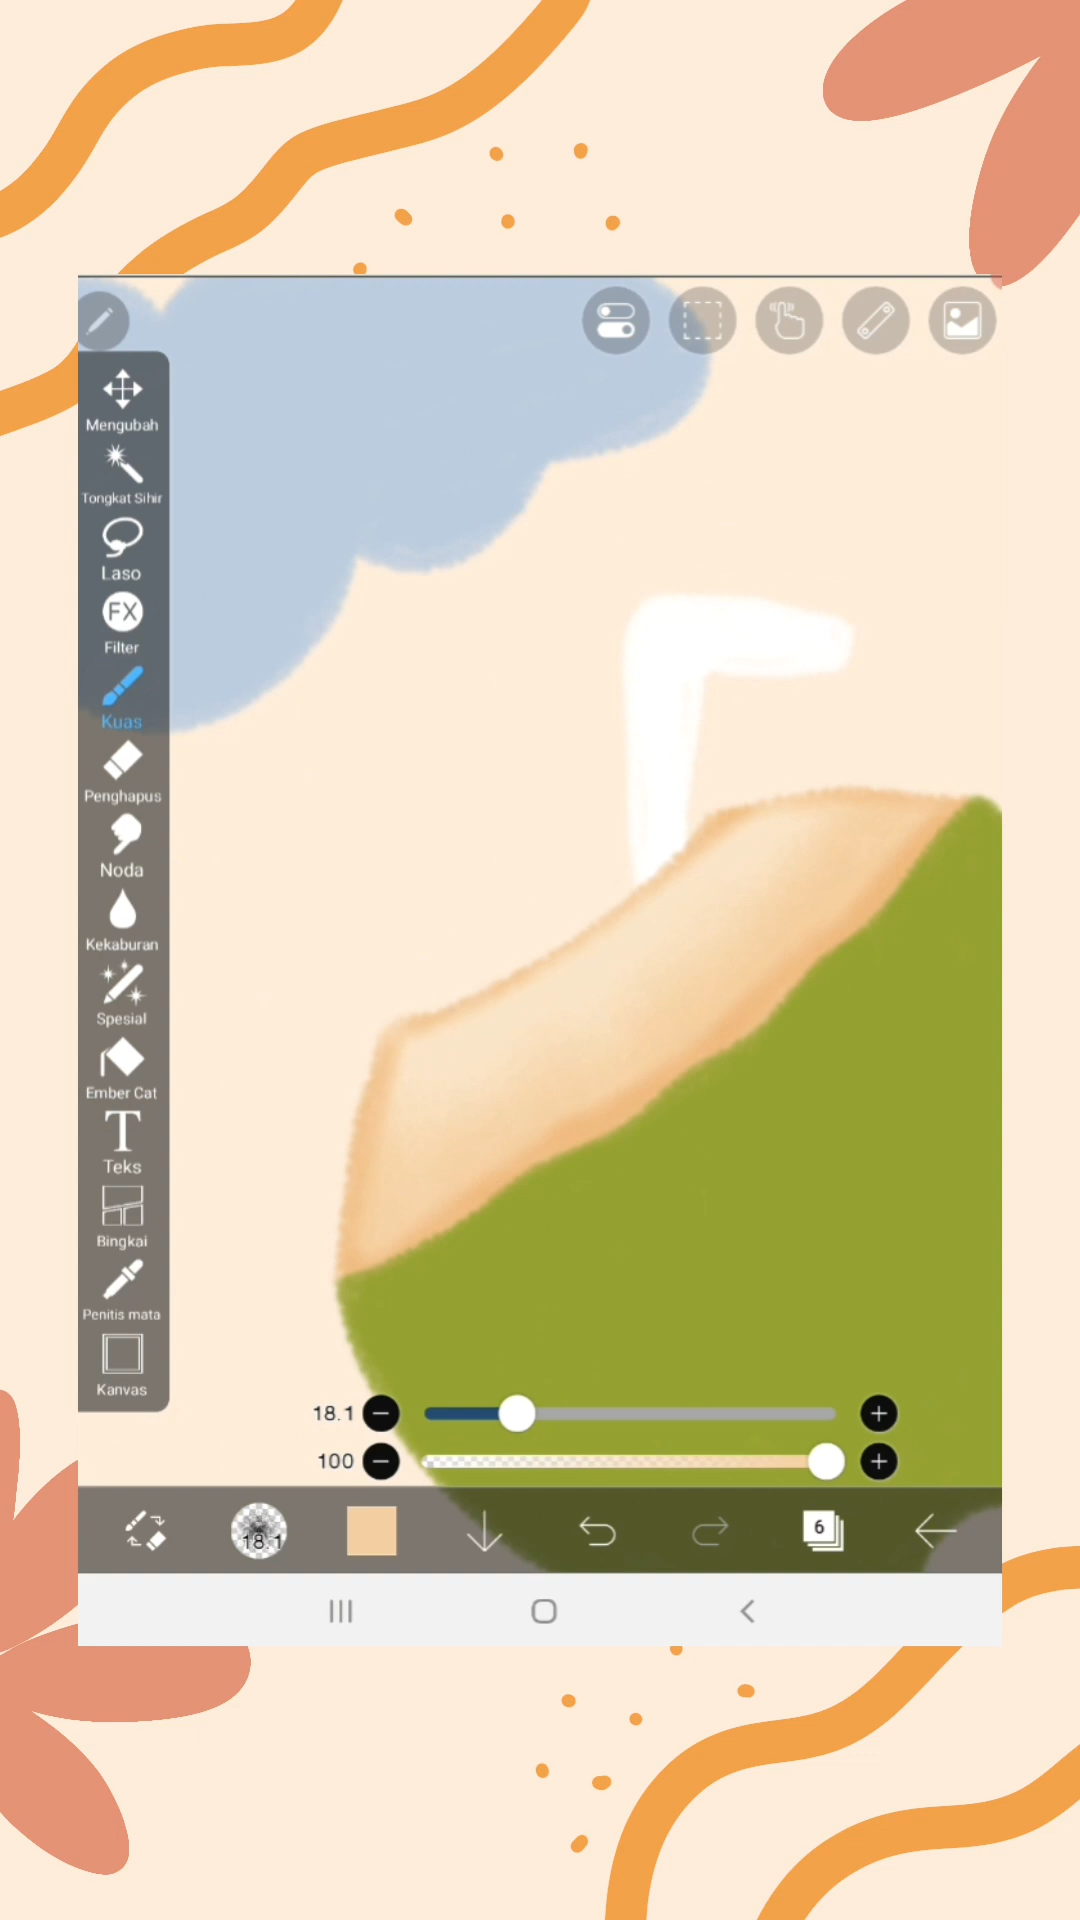 Mengubah
Tongkat Sihir
Laso
FX
Filter
Kuas
Penghapus
Noda
Kekaburan
Spesial
Ember Cat
T
Teks
Bingkai
Penitis mata
Kanvas
18.1
100
18.1
6